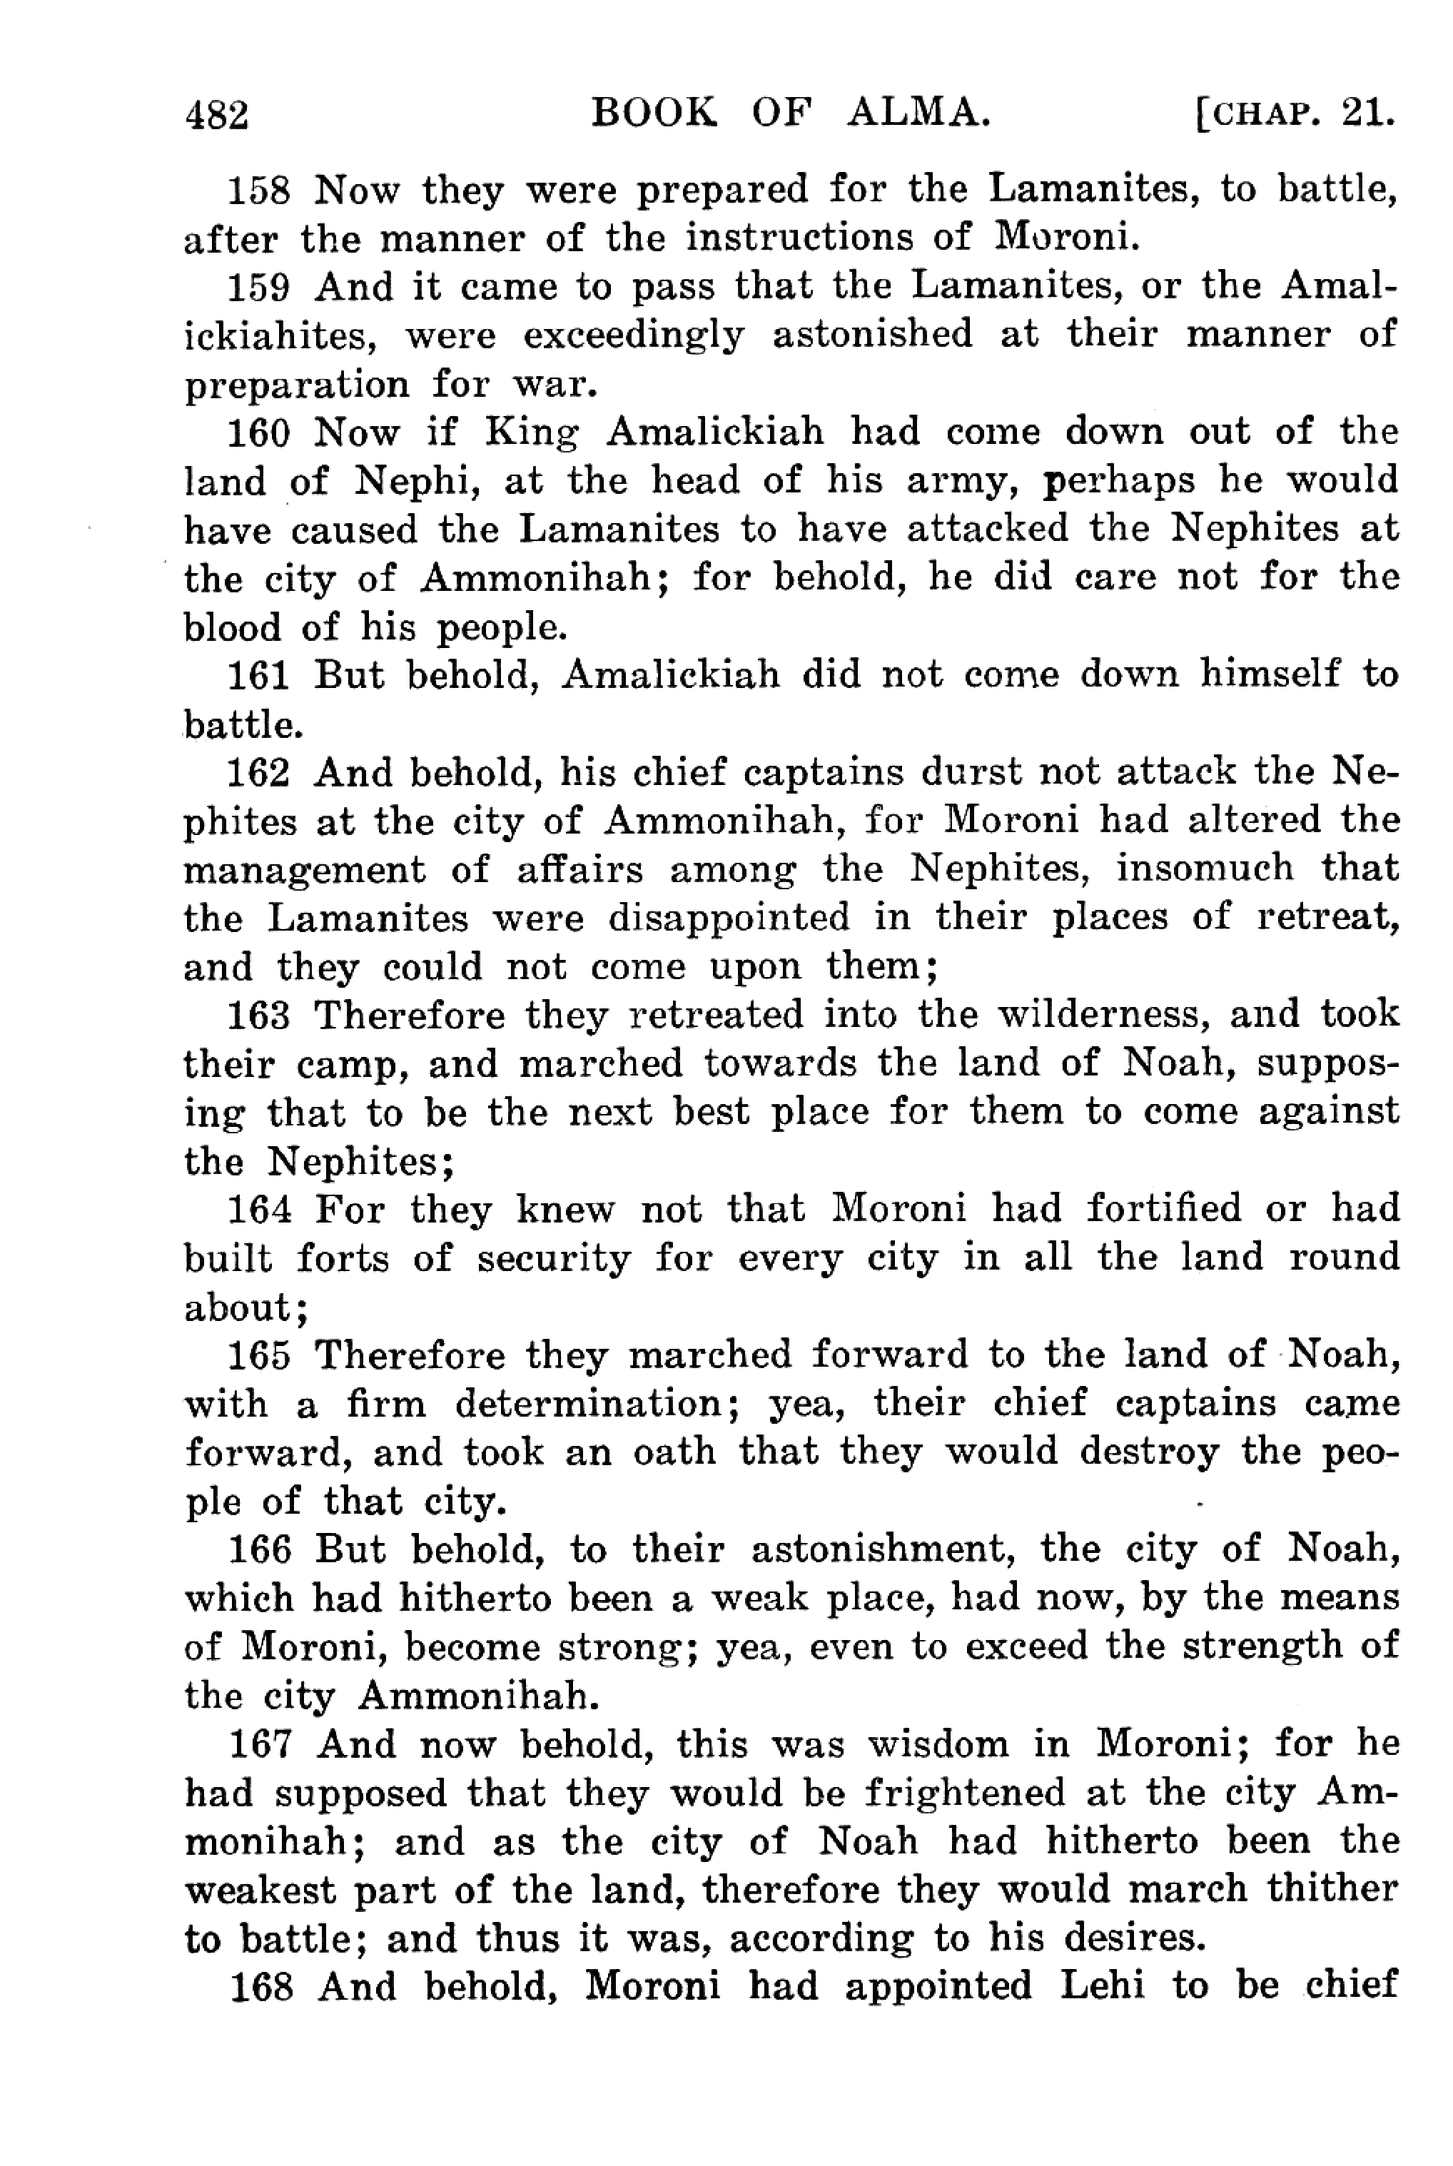 482 BOOK OF ALMA. [CHAP. 21.
158 Now they were prepared for the Lamanites, to battle,
after the manner of the instructions of Moroni.
159 And it came to pass that the Lamanites, or the Amal-
ickiahites, were exceedingly astonished at their manner of
preparation for war.
160 Now if King Amalickiah had come down out of the
land of Nephi, at the head of his army, perhaps he would
have caused the Lamanites to have attacked the Nephites at
the city of Ammonihah; for behold, he did care not for the
blood of his people.
161 But behold, Amalickiah did not come down himself to
battle.
162 And behold, his chief captains durst not attack the Ne-
phites at the city of Ammonihah, for Moroni had altered the
management of affairs among the Nephites, insomuch that
the Lamanites were disappointed in their places of retreat,
and they could not come upon them;
163 Therefore they retreated into the wilderness, and took
their camp, and marched towards the land of Noah, suppos-
ing that to be the next best place for them to come against
the Nephites;
164 For they knew not that Moroni had fortified or had
built forts of security for every city in all the land round
about;
165 Therefore they marched forward to the land of Noah,
with a firm determination; yea, their chief captains came
forward, and took an oath that they would destroy the peo-
ple of that city.
166 But behold, to their astonishment, the city of Noah,
which had hitherto been a weak place, had now, by the means
of Moroni, become strong; yea, even to exceed the strength of
the city Ammonihah.
167 And now behold, this was wisdom in Moroni; for he
had supposed that they would be frightened at the city Am-
monihah; and as the city of Noah had hitherto been the
weakest part of the land, therefore they would march thither
to battle; and thus it was, according to his desires.
168 And behold, Moroni had appointed Lehi to be chief